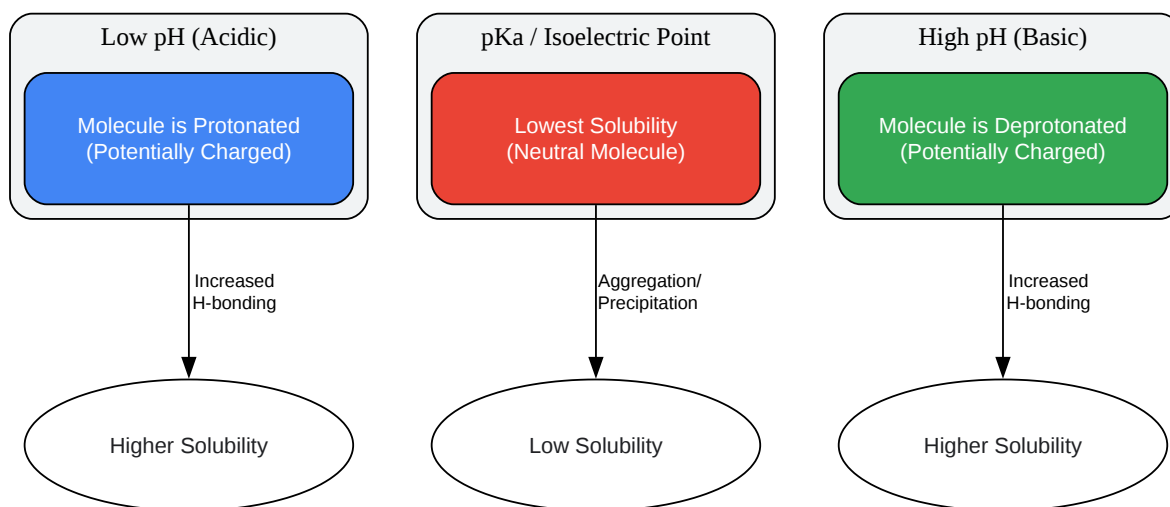 Low pH (Acidic)
Molecule is Protonated
(Potentially Charged)
Increased
H-bonding
Higher Solubility
pKa / Isoelectric Point
Lowest Solubility
(Neutral Molecule)
Aggregation/
Precipitation
Low Solubility
High pH (Basic)
Molecule is Deprotonated
(Potentially Charged)
Increased
H-bonding
Higher Solubility